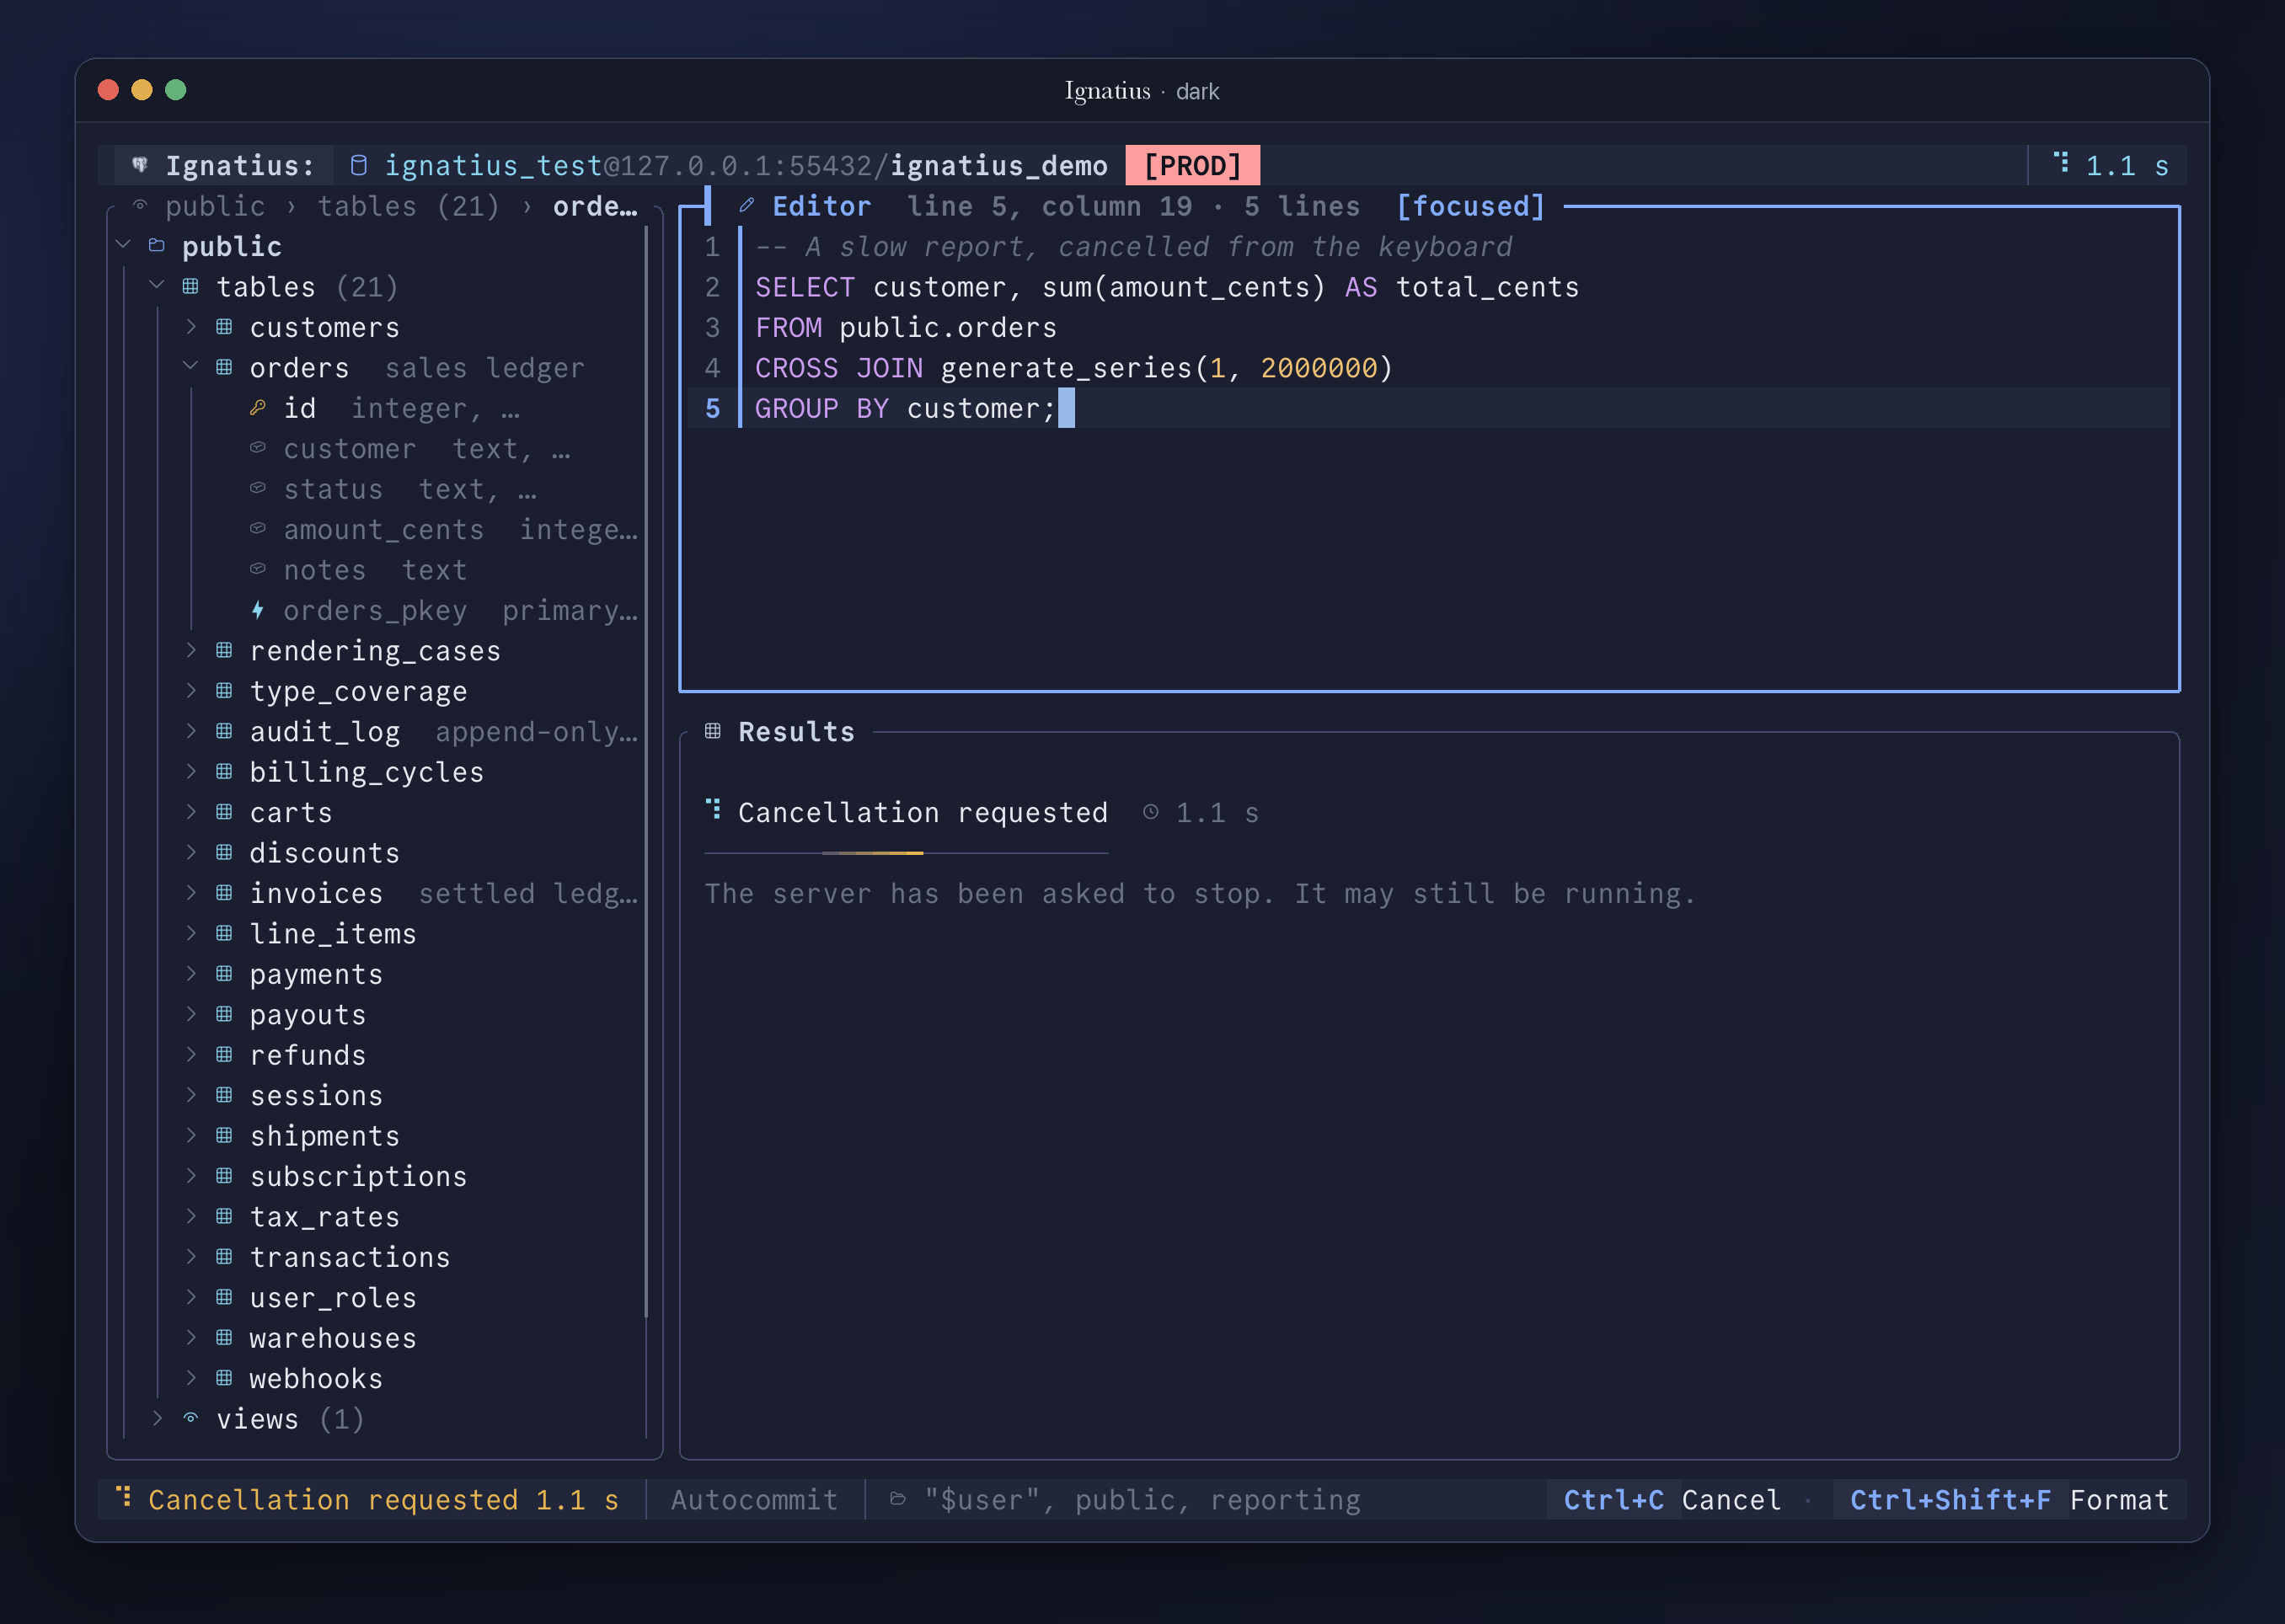 Ignatius · dark
Ignatius: ignatius_test@127.0.0.1:55432/ignatius_demo [PROD] 1.1 s
public › tables (21) › orde…
public
tables (21)
customers
orders sales ledger
id integer, …
customer text, …
status text, …
amount_cents intege…
notes text
orders_pkey primary…
rendering_cases
type_coverage
audit_log append-only…
billing_cycles
carts
discounts
invoices settled ledg…
line_items
payments
payouts
refunds
sessions
shipments
subscriptions
tax_rates
transactions
user_roles
warehouses
webhooks
views (1)
Editor line 5, column 19 · 5 lines [focused]
1 -- A slow report, cancelled from the keyboard
2 SELECT customer, sum(amount_cents) AS total_cents
3 FROM public.orders
4 CROSS JOIN generate_series(1, 2000000)
5 GROUP BY customer;
Results
Cancellation requested 1.1 s
The server has been asked to stop. It may still be running.
Cancellation requested 1.1 s Autocommit "$user", public, reporting Ctrl+C Cancel · Ctrl+Shift+F Format